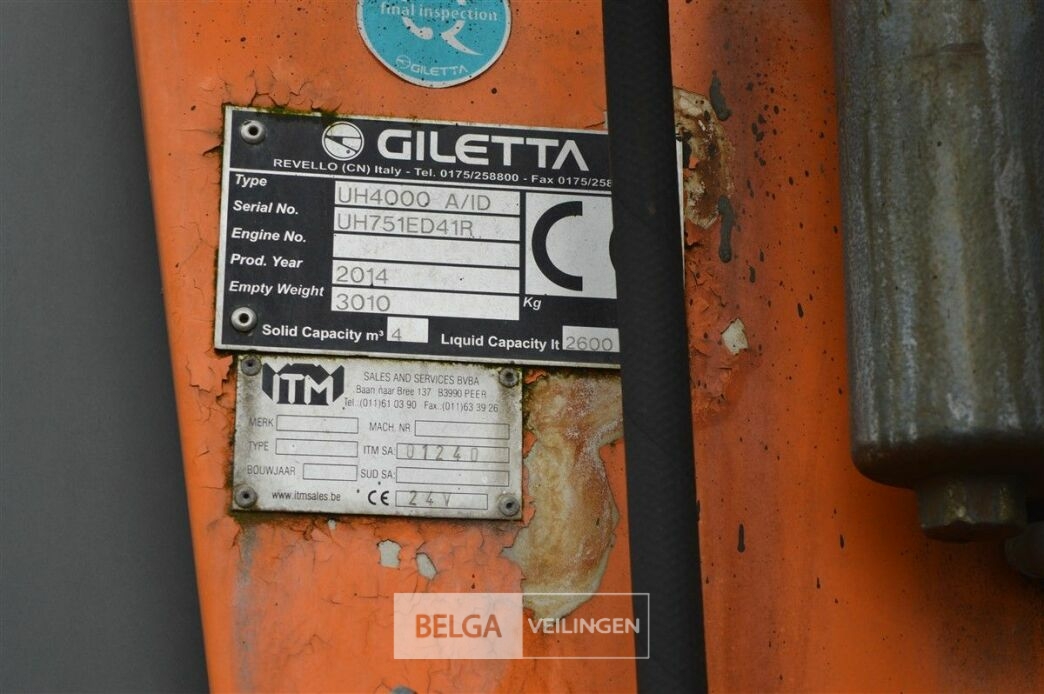 final inspection
GILETTA
GILETTA
REVELLO (CN) Italy - Tel. 0175/258800 - Fax 0175/258
Type UH4000 A/ID
Serial No. UH751ED41R
Engine No.
Prod. Year 2014
Empty Weight 3010 Kg
Solid Capacity m³ 4 Liquid Capacity lt 2600
ITM SALES AND SERVICES BVBA
Baan naar Bree 137 B3990 PEER
Tel.:(011)61 03 90 Fax.:(011)63 39 26
MERK MACH. NR
TYPE ITM SA: 01240
BOUWJAAR SUD SA:
www.itmsales.be CE 24V
BELGA VEILINGEN